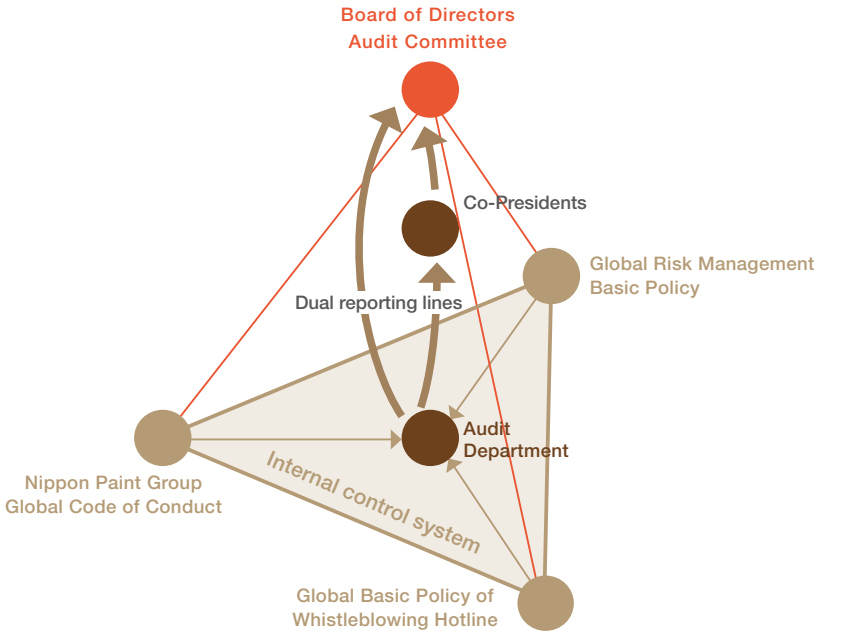 Board of Directors
Audit Committee
Co-Presidents
Global Risk Management
Basic Policy
Dual reporting lines
Audit
Department
Internal control system
Nippon Paint Group
Global Code of Conduct
Global Basic Policy of
Whistleblowing Hotline